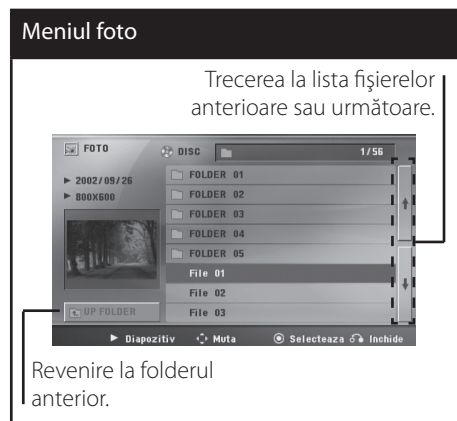 Meniul foto
Trecerea la lista fişierelor
anterioare sau următoare.
FOTO
DISC
1/56
2002/09/26
800X600
FOLDER 01
FOLDER 02
FOLDER 03
FOLDER 04
FOLDER 05
File 01
File 02
File 03
UP FOLDER
Diapozitiv Muta Selecteaza Inchide
Revenire la folderul
anterior.